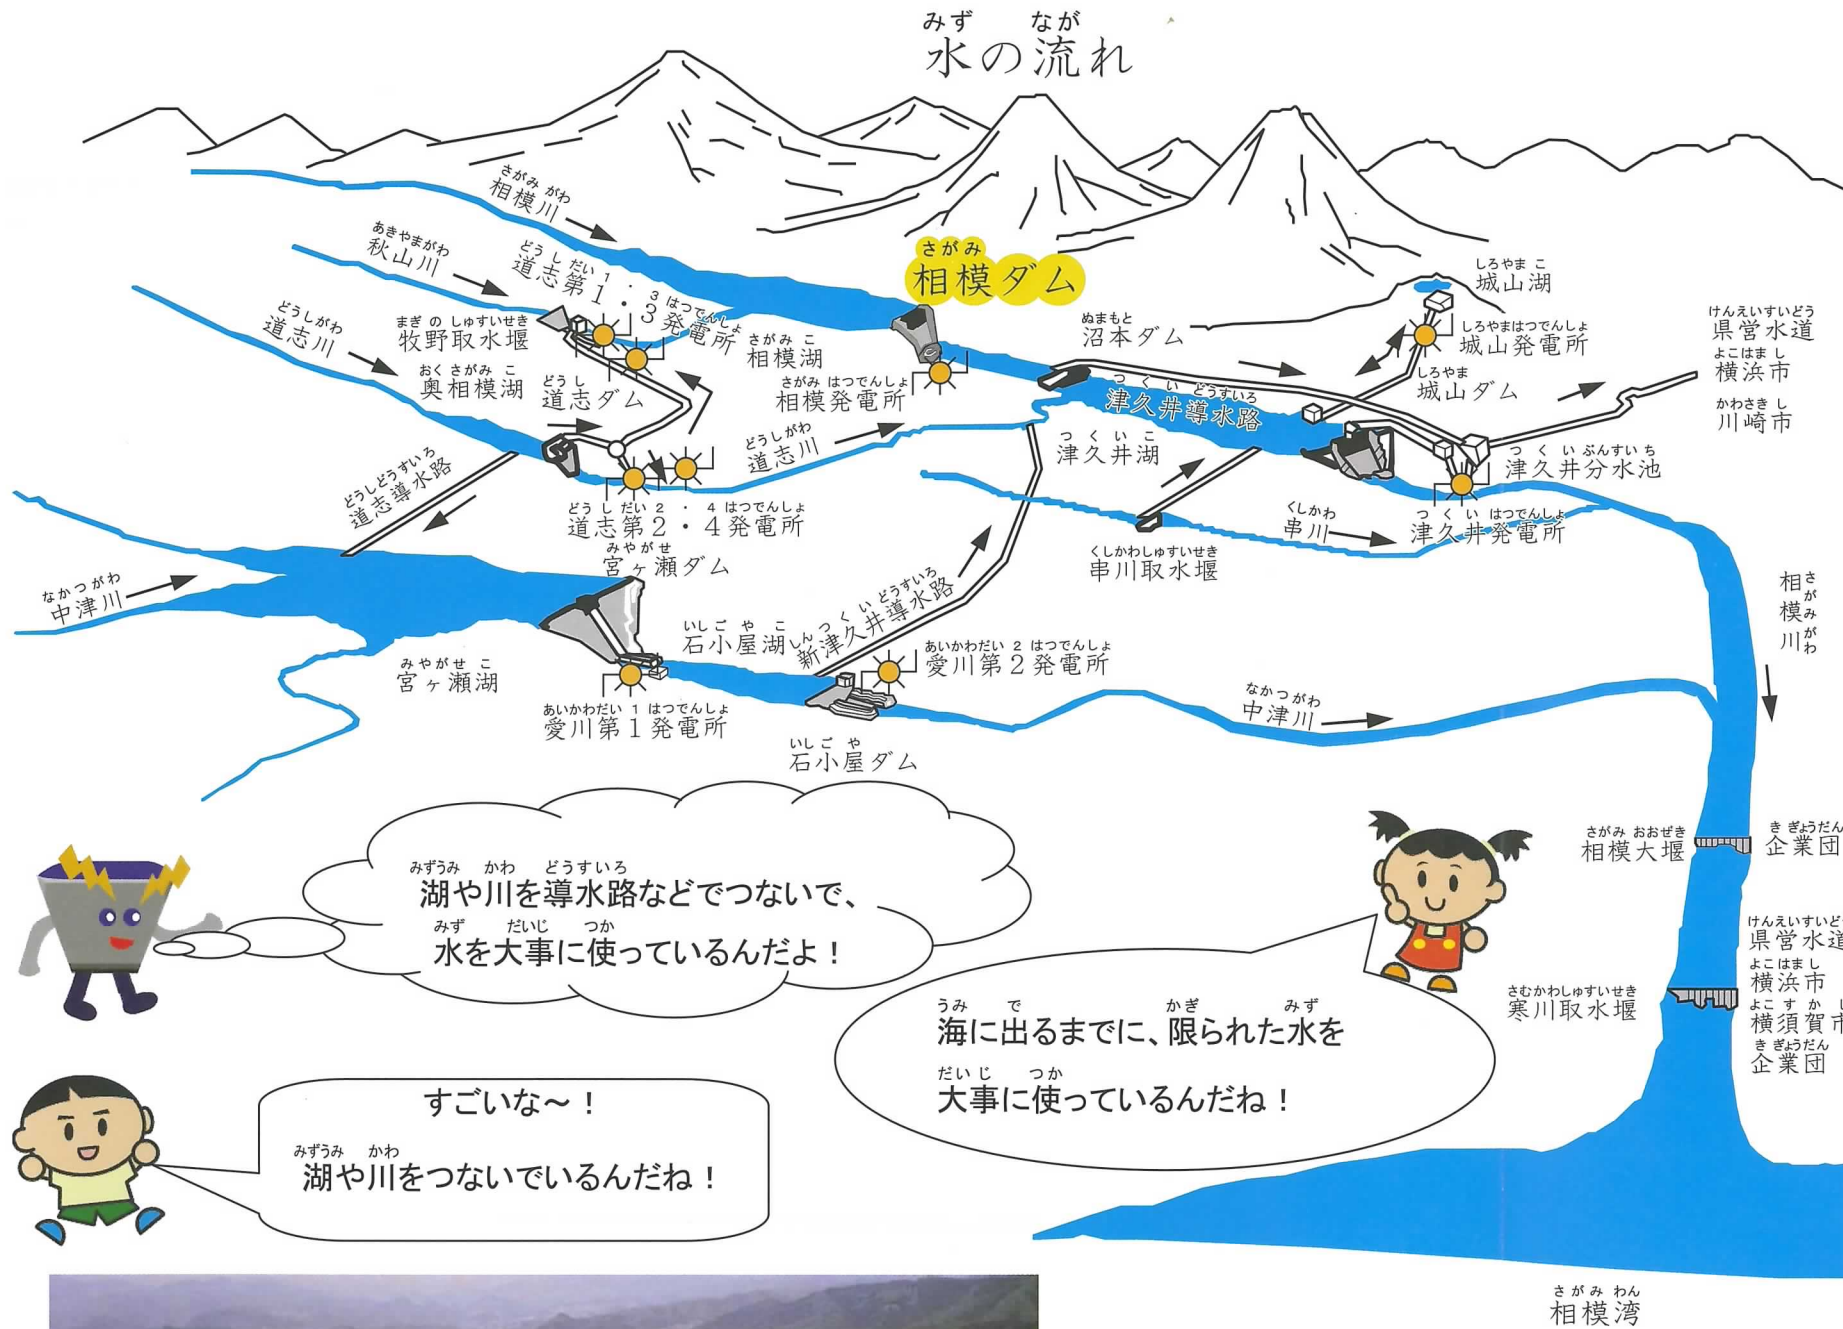 みず なが
水の流れ
さがみ がわ
相模川
あきやまがわ
秋山川
どうし だい 1 ・ 3 はつでんしょ
道志第1・3発電所
さがみ
相模ダム
しろやま こ
城山湖
どうしがわ
道志川
まぎ の しゅすいせき
牧野取水堰
さがみ こ
相模湖
ぬまもと
沼本ダム
しろやまはつでんしょ
城山発電所
けんえいすいどう
県営水道
よこはま し
横浜市
かわさき し
川崎市
おく さがみ こ
奥相模湖
どうし
道志ダム
さがみ はつでんしょ
相模発電所
つくい どうすいろ
津久井導水路
しろやま
城山ダム
どうしがわ
道志川
つくいこ
津久井湖
つくい ぶんすいち
津久井分水池
どうしどうすいろ
道志導水路
どうし だい 2 ・ 4 はつでんしょ
道志第2・4発電所
くしかわ
串川
つくい はつでんしょ
津久井発電所
みやがせ
宮ヶ瀬ダム
くしかわしゅすいせき
串川取水堰
なかつがわ
中津川
さがみがわ
相模川
いしごや こ
石小屋湖
しんつくい どうすいろ
新津久井導水路
あいかわだい 2 はつでんしょ
愛川第2発電所
みやがせ こ
宮ヶ瀬湖
あいかわだい 1 はつでんしょ
愛川第1発電所
なかつがわ
中津川
いしごや
石小屋ダム
さがみ おおぜき
相模大堰
きぎょうだん
企業団
みずうみ かわ どうすいろ
湖や川を導水路などでつないで、
みず だいじ つか
水を大事に使っているんだよ！
けんえいすいど
県営水道
よこはま し
横浜市
よこすか し
横須賀市
きぎょうだん
企業団
さむかわしゅすいせき
寒川取水堰
うみ で かぎ みず
海に出るまでに、限られた水を
だいじ つか
大事に使っているんだね！
すごいな～！
みずうみ かわ
湖や川をつないでいるんだね！
さがみ わん
相模湾